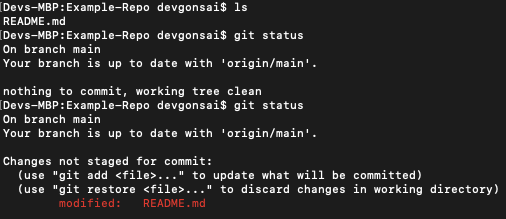 [Devs-MBP:Example-Repo devgonsai$ ls
README.md
[Devs-MBP:Example-Repo devgonsai$ git status
On branch main
Your branch is up to date with 'origin/main'.

nothing to commit, working tree clean
[Devs-MBP:Example-Repo devgonsai$ git status
On branch main
Your branch is up to date with 'origin/main'.

Changes not staged for commit:
  (use "git add <file>..." to update what will be committed)
  (use "git restore <file>..." to discard changes in working directory)
        modified:   README.md